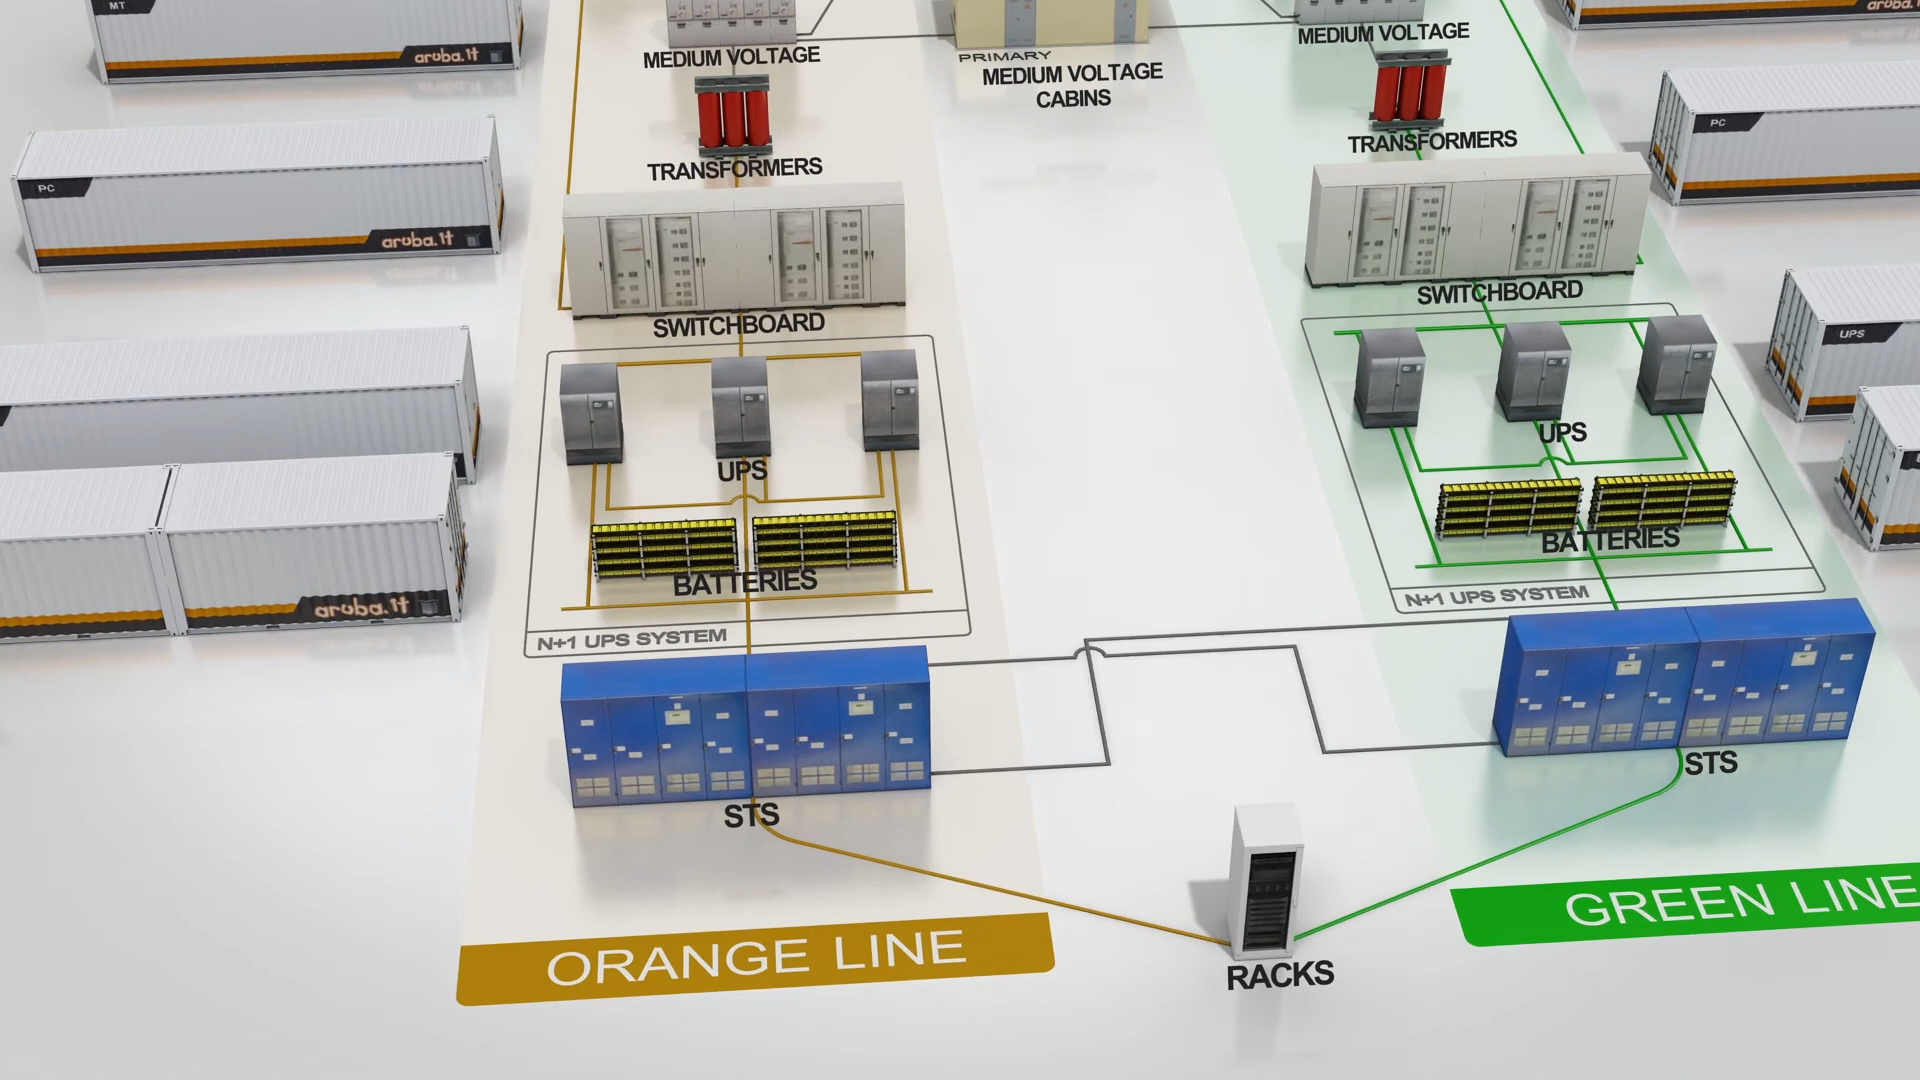 MT
aruba.it
aruba.it
MEDIUM VOLTAGE
PRIMARY
MEDIUM VOLTAGE
CABINS
MEDIUM VOLTAGE
TRANSFORMERS
TRANSFORMERS
PC
aruba.it
PC
SWITCHBOARD
SWITCHBOARD
UPS
UPS
UPS
BATTERIES
BATTERIES
aruba.it
N+1 UPS SYSTEM
N+1 UPS SYSTEM
STS
STS
ORANGE LINE
GREEN LINE
RACKS